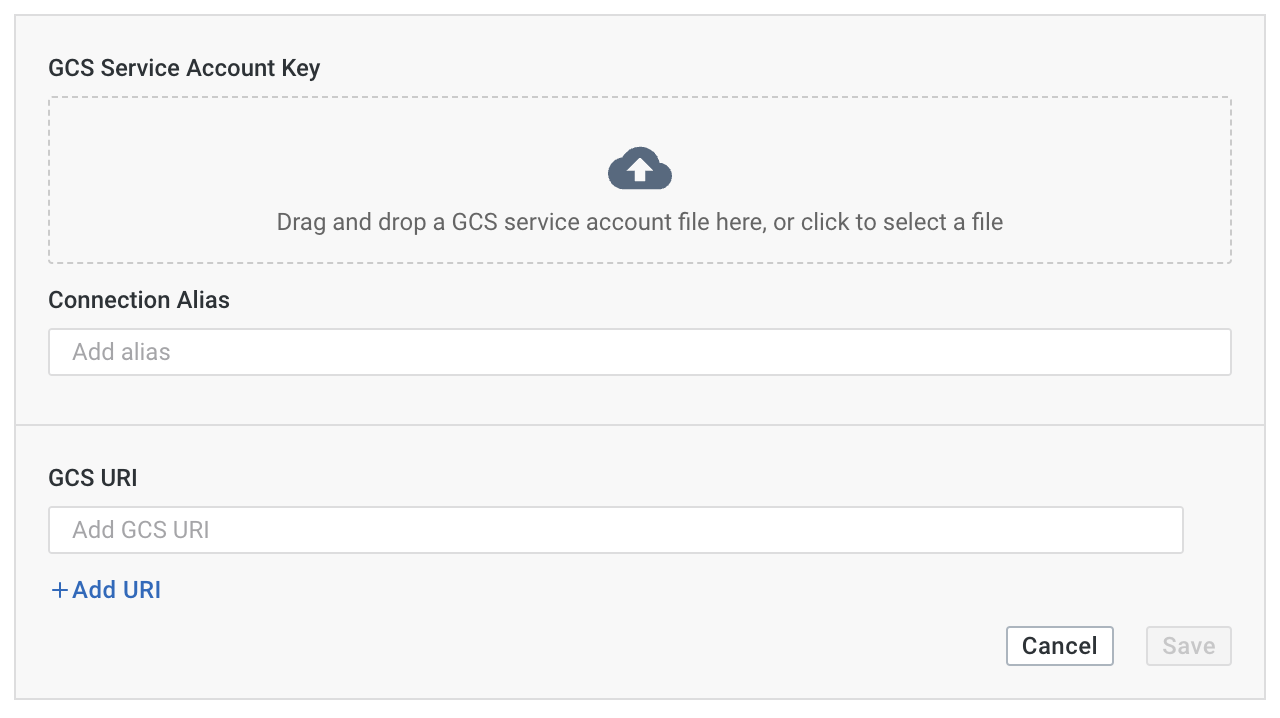 GCS Service Account Key
Drag and drop a GCS service account file here, or click to select a file
Connection Alias
Add alias
GCS URI
Add GCS URI
+Add URI
Cancel Save